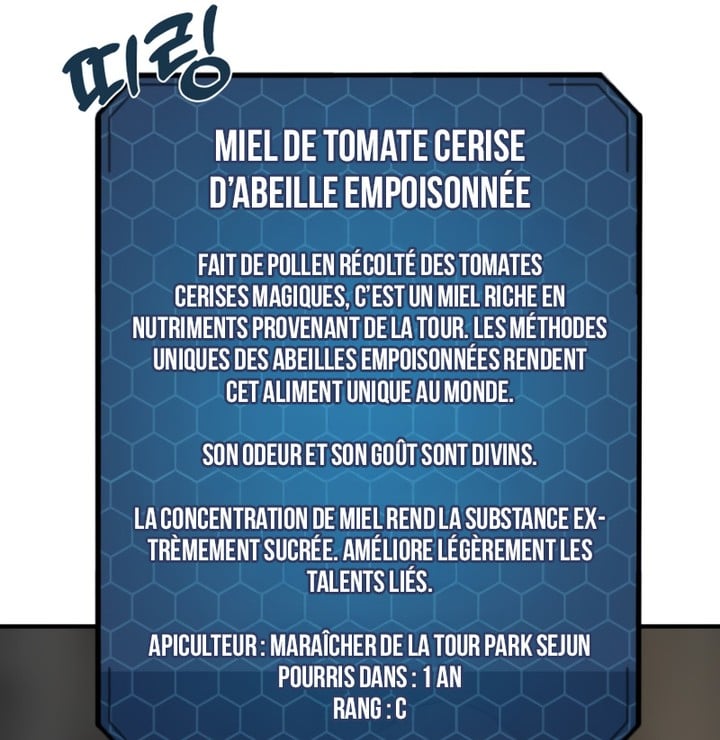 띠링
MIEL DE TOMATE CERISE
D'ABEILLE EMPOISONNÉE
FAIT DE POLLEN RÉCOLTÉ DES TOMATES
CERISES MAGIQUES, C'EST UN MIEL RICHE EN
NUTRIMENTS PROVENANT DE LA TOUR. LES MÉTHODES
UNIQUES DES ABEILLES EMPOISONNÉES RENDENT
CET ALIMENT UNIQUE AU MONDE.
SON ODEUR ET SON GOÛT SONT DIVINS.
LA CONCENTRATION DE MIEL REND LA SUBSTANCE EX-
TRÈMEMENT SUCRÉE. AMÉLIORE LÉGÈREMENT LES
TALENTS LIÉS.
APICULTEUR : MARAÎCHER DE LA TOUR PARK SEJUN
POURRIS DANS : 1 AN
RANG : C